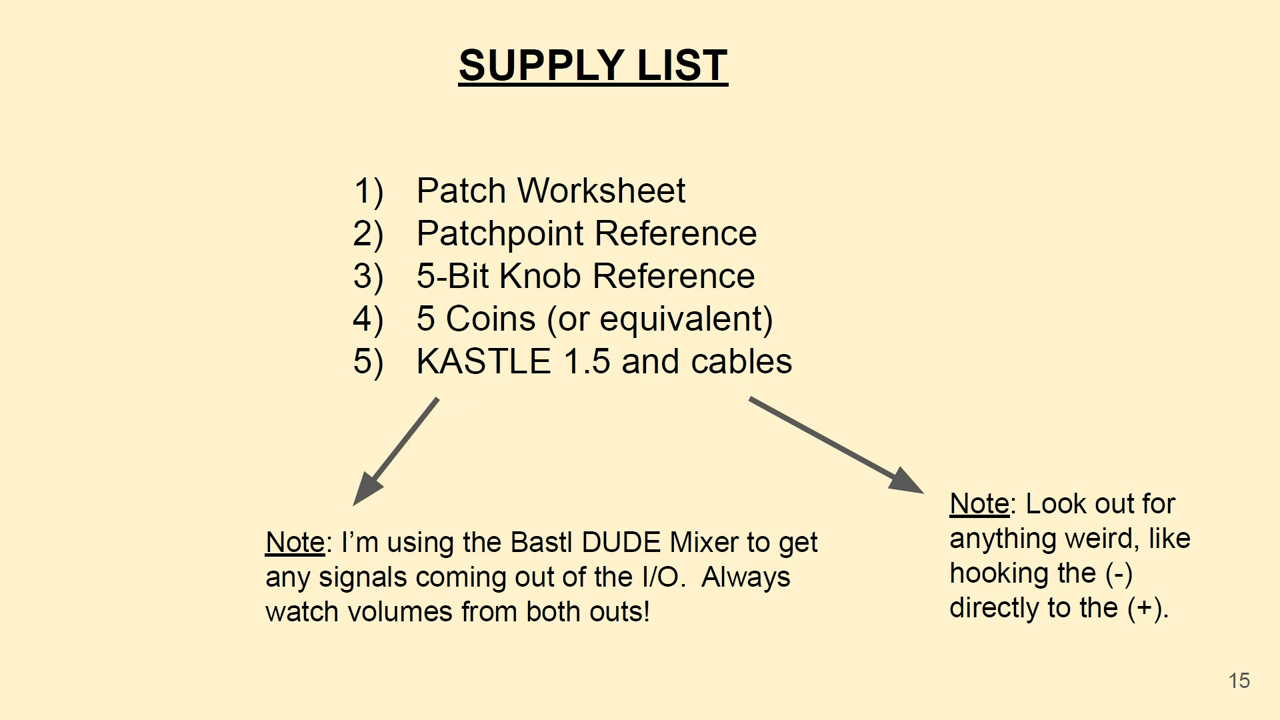 SUPPLY LIST
1) Patch Worksheet
2) Patchpoint Reference
3) 5-Bit Knob Reference
4) 5 Coins (or equivalent)
5) KASTLE 1.5 and cables
Note: I’m using the Bastl DUDE Mixer to get
any signals coming out of the I/O.  Always
watch volumes from both outs!
Note: Look out for
anything weird, like
hooking the (-)
directly to the (+).
15